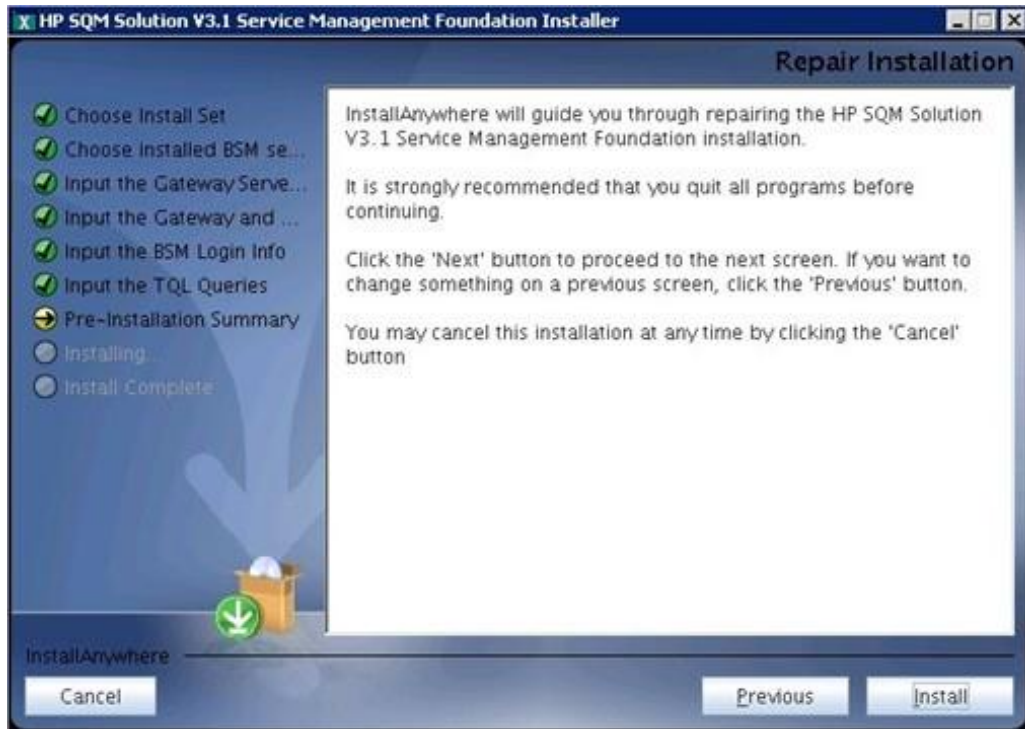 HP SQM Solution V3.1 Service Management Foundation Installer
Repair Installation
Choose Install Set
Choose Installed BSM se...
Input the Gateway Serve...
Input the Gateway and ...
Input the BSM Login Info
Input the TQL Queries
Pre-Installation Summary
Installing...
Install Complete
InstallAnywhere will guide you through repairing the HP SQM Solution
V3.1 Service Management Foundation installation.
It is strongly recommended that you quit all programs before
continuing.
Click the 'Next' button to proceed to the next screen. If you want to
change something on a previous screen, click the 'Previous' button.
You may cancel this installation at any time by clicking the 'Cancel'
button
InstallAnywhere
Cancel
Previous
Install